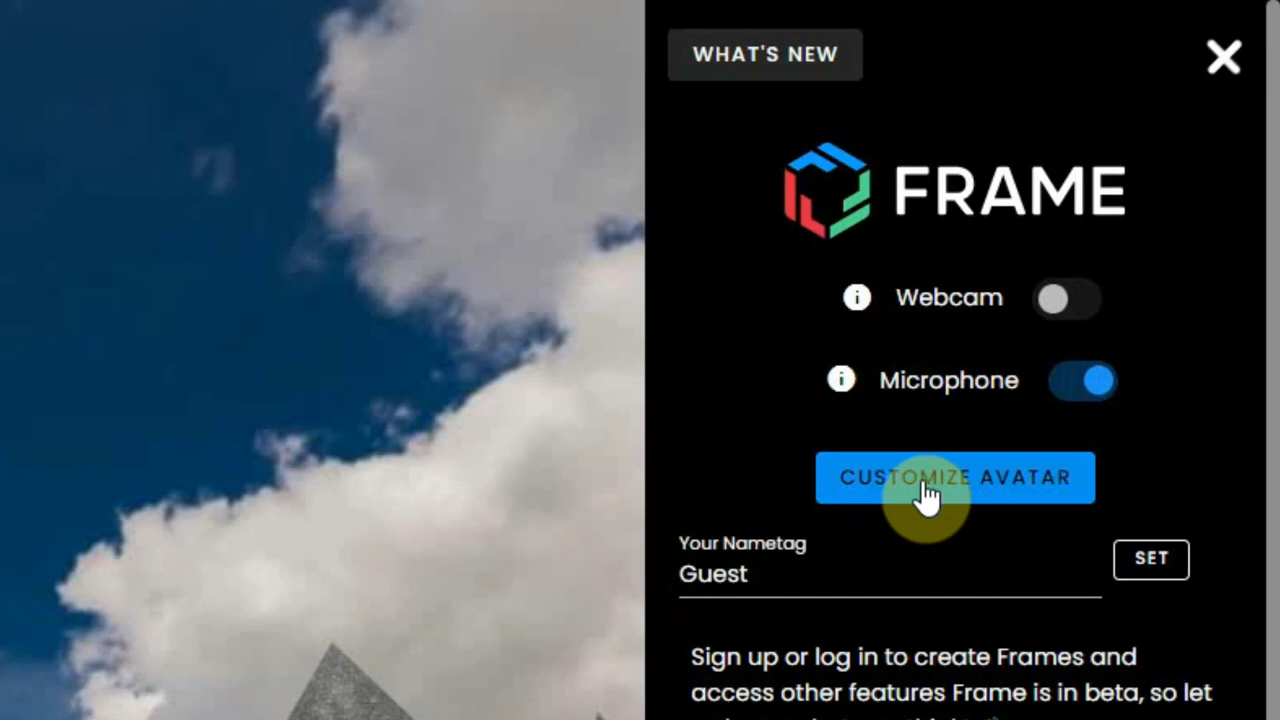 WHAT'S NEW
FRAME
Webcam
Microphone
CUSTOMIZE AVATAR
Your Nametag
Guest
SET
Sign up or log in to create Frames and
access other features Frame is in beta, so let